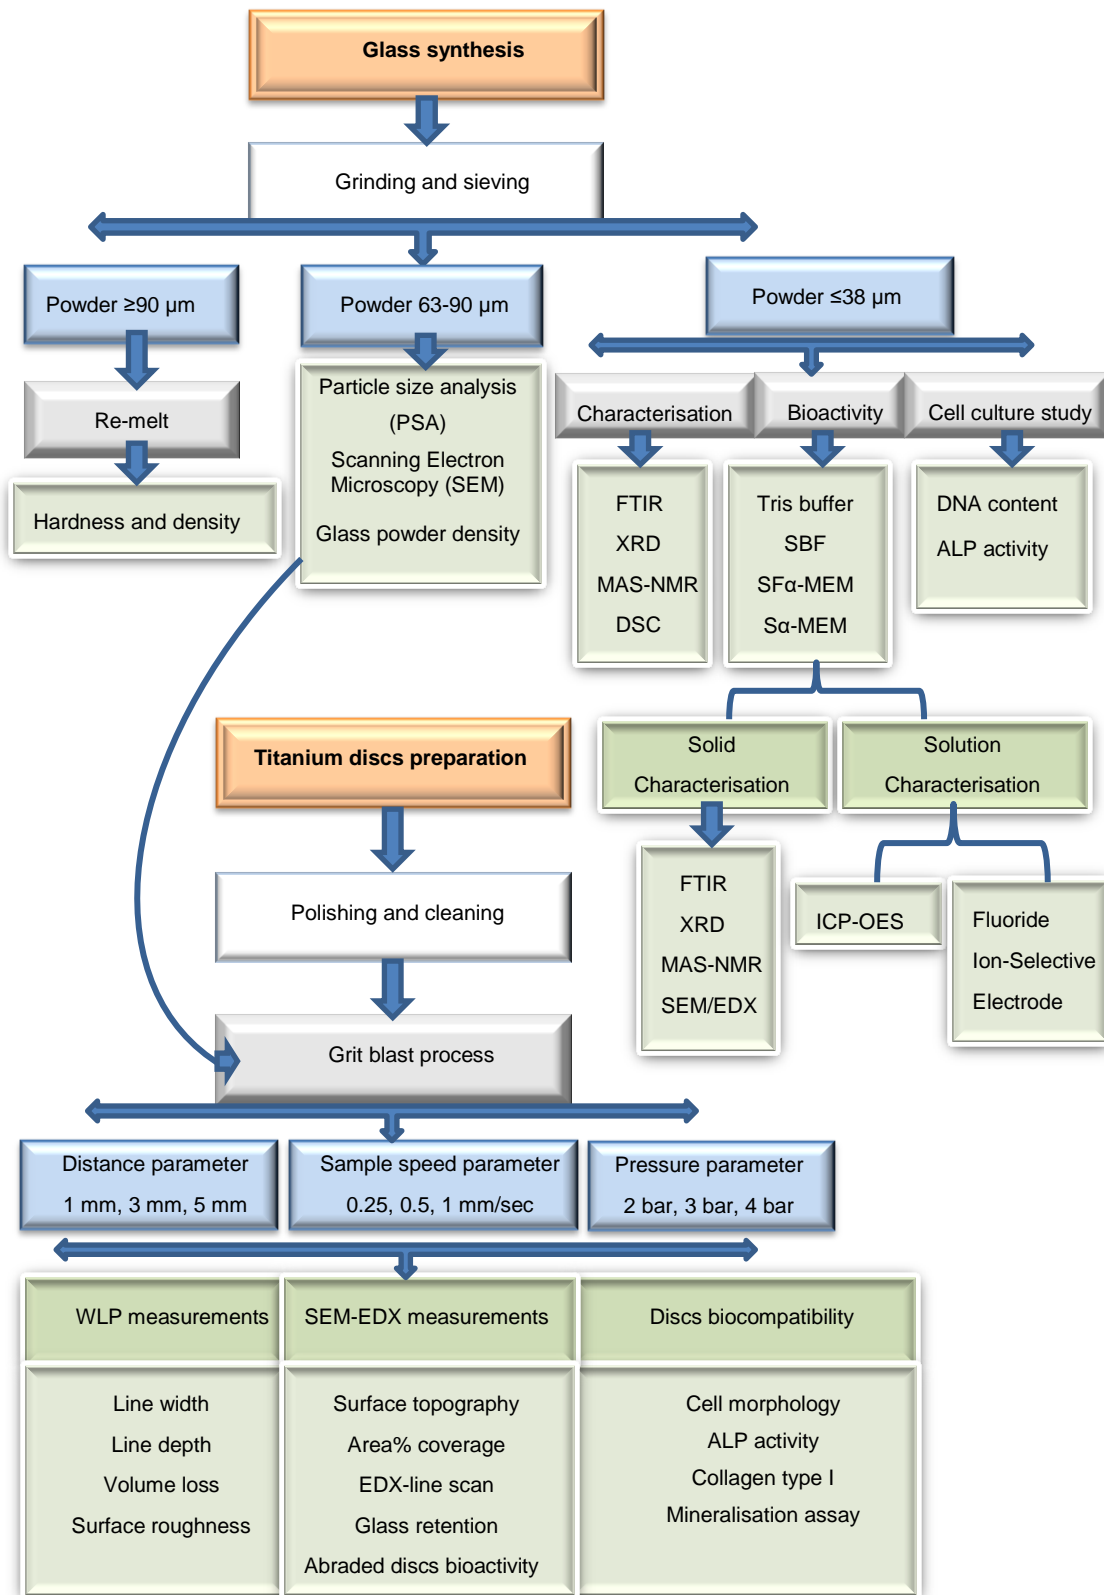 Glass synthesis
Grinding and sieving
Powder ≥90 µm
Powder 63-90 µm
Powder ≤38 µm
Re-melt
Hardness and density
Particle size analysis
(PSA)
Scanning Electron
Microscopy (SEM)
Glass powder density
Characterisation
Bioactivity
Cell culture study
FTIR
XRD
MAS-NMR
DSC
Tris buffer
SBF
SFα-MEM
Sα-MEM
DNA content
ALP activity
Solid
Characterisation
Solution
Characterisation
FTIR
XRD
MAS-NMR
SEM/EDX
ICP-OES
Fluoride
Ion-Selective
Electrode
Titanium discs preparation
Polishing and cleaning
Grit blast process
Distance parameter
1 mm, 3 mm, 5 mm
Sample speed parameter
0.25, 0.5, 1 mm/sec
Pressure parameter
2 bar, 3 bar, 4 bar
WLP measurements
SEM-EDX measurements
Discs biocompatibility
Line width
Line depth
Volume loss
Surface roughness
Surface topography
Area% coverage
EDX-line scan
Glass retention
Abraded discs bioactivity
Cell morphology
ALP activity
Collagen type I
Mineralisation assay